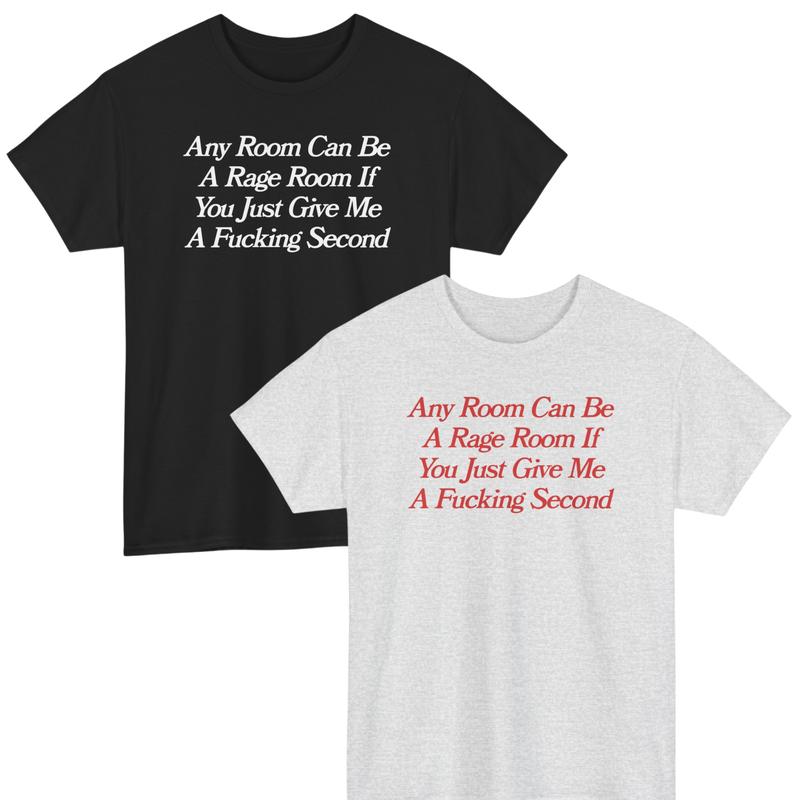 Any Room Can Be
A Rage Room If
You Just Give Me
A Fucking Second
Any Room Can Be
A Rage Room If
You Just Give Me
A Fucking Second